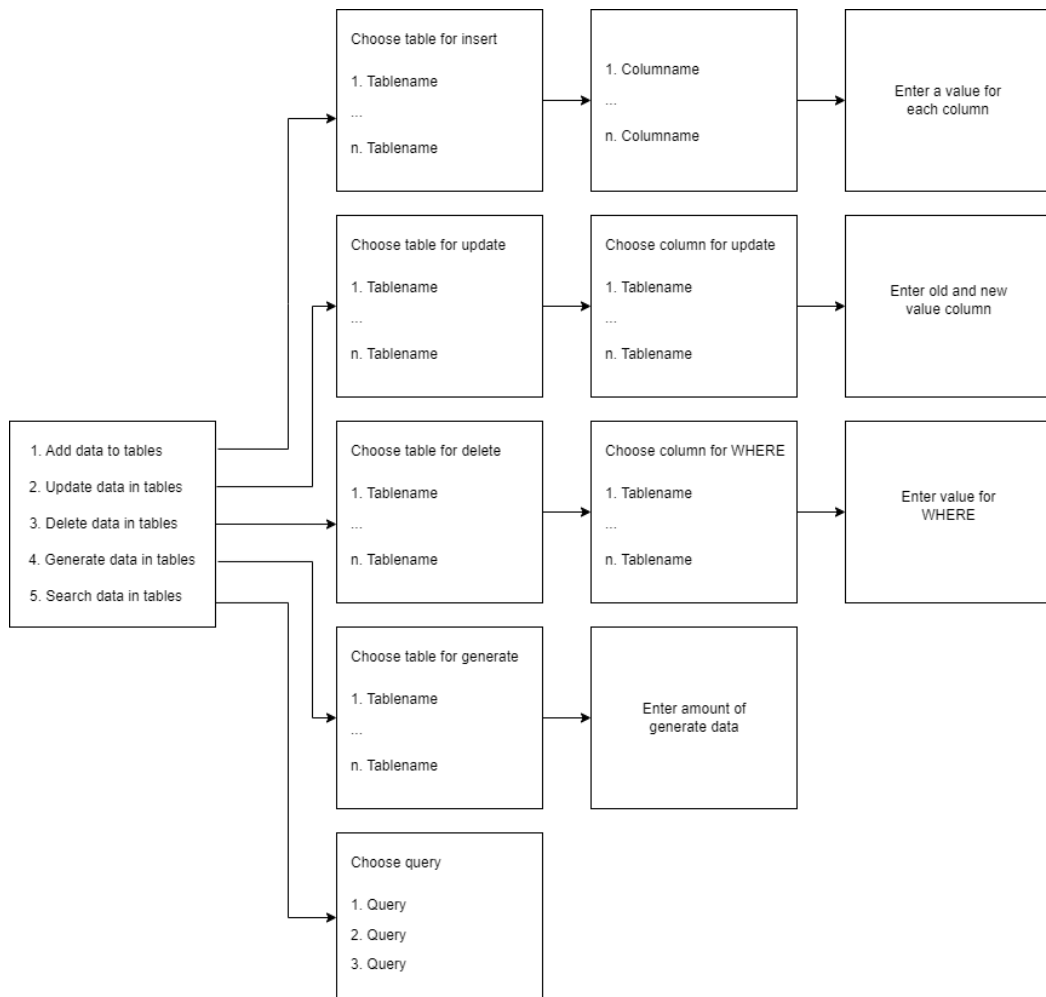 Choose table for insert
1. Tablename
...
n. Tablename
1. Columname
...
n. Columname
Enter a value for
each column
Choose table for update
1. Tablename
...
n. Tablename
Choose column for update
1. Tablename
...
n. Tablename
Enter old and new
value column
1. Add data to tables
2. Update data in tables
3. Delete data in tables
4. Generate data in tables
5. Search data in tables
Choose table for delete
1. Tablename
...
n. Tablename
Choose column for WHERE
1. Tablename
...
n. Tablename
Enter value for
WHERE
Choose table for generate
1. Tablename
...
n. Tablename
Enter amount of
generate data
Choose query
1. Query
2. Query
3. Query